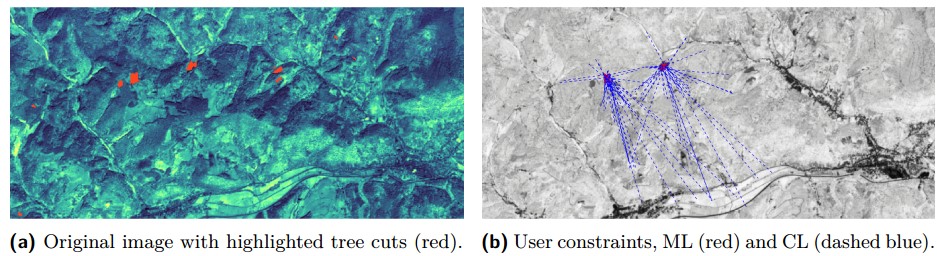 (a) Original image with highlighted tree cuts (red).
(b) User constraints, ML (red) and CL (dashed blue).